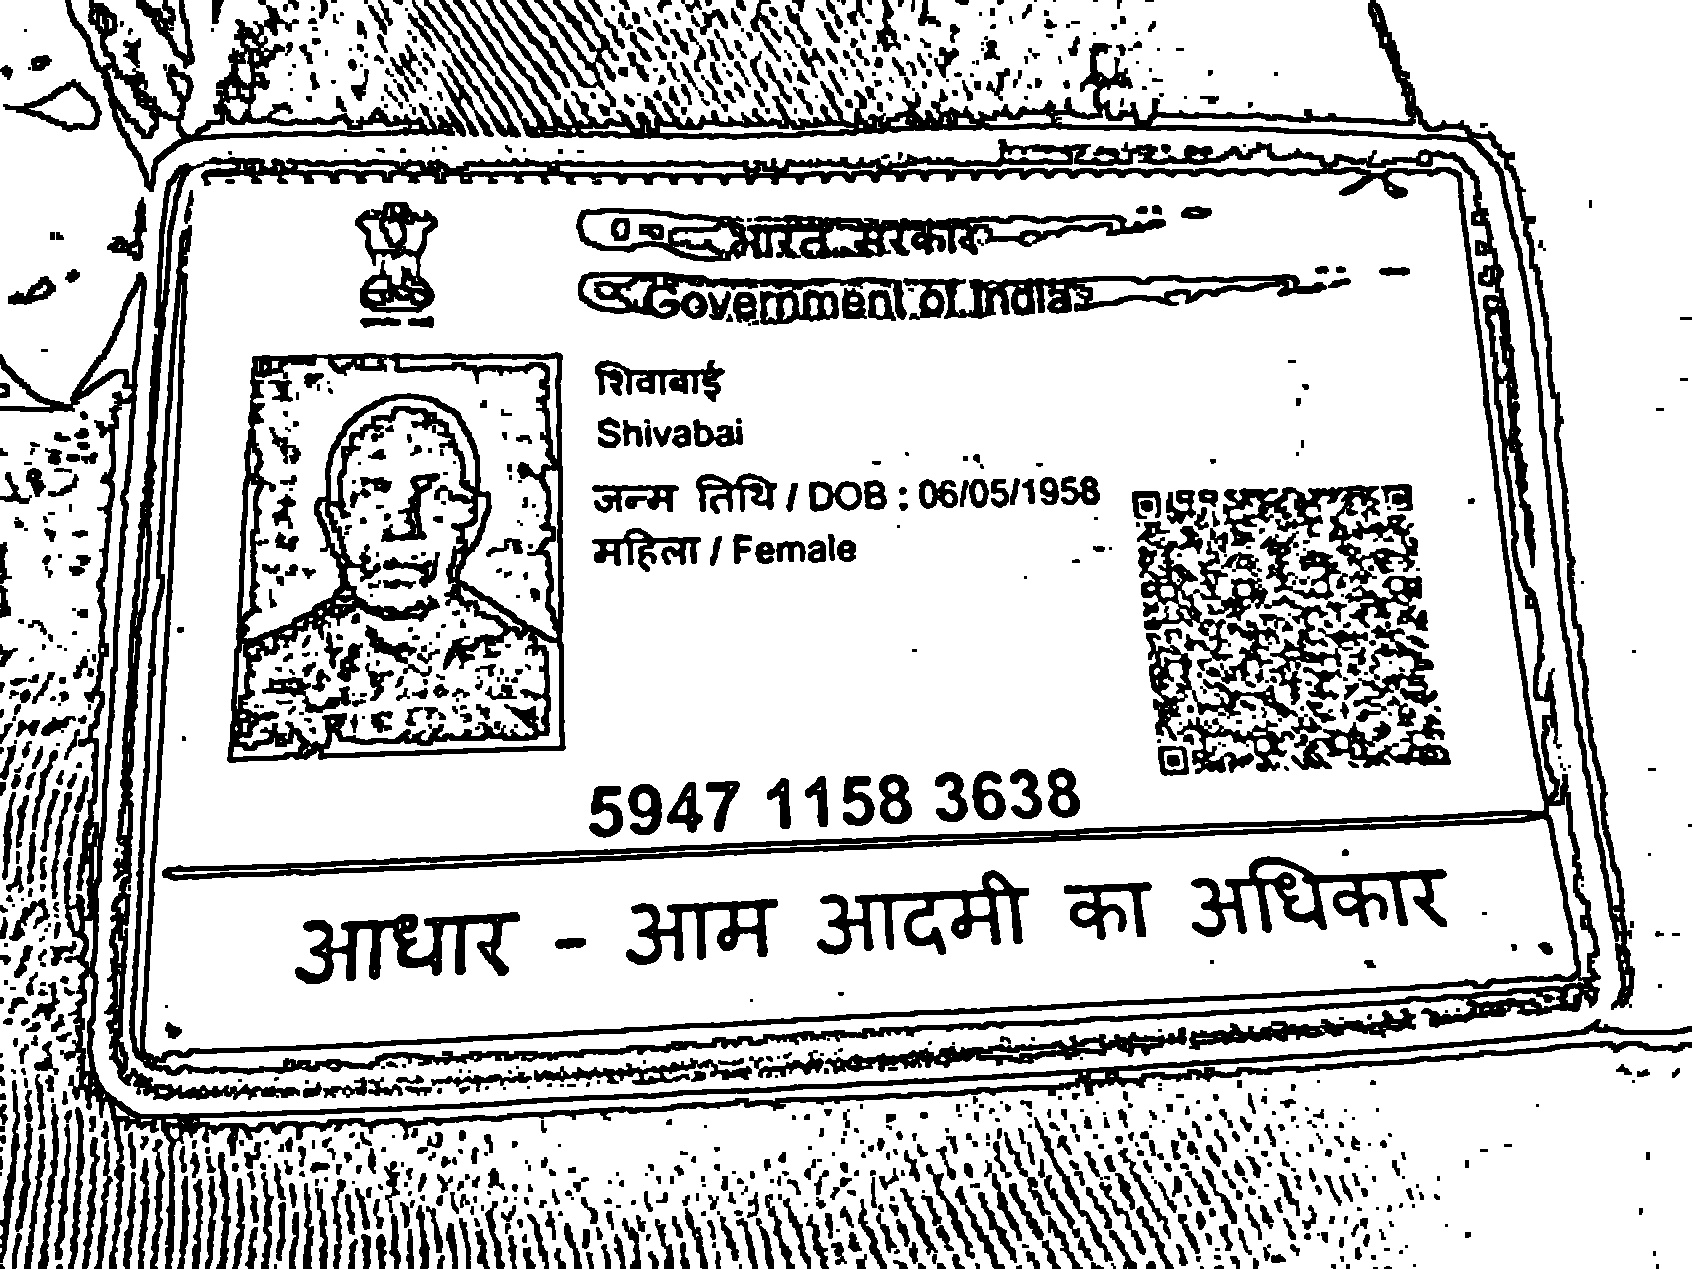 भारत सरकार
Government of India
शिवाबाई
Shivabai
जन्म तिथि / DOB : 06/05/1958
महिला / Female
5947 1158 3638
आधार - आम आदमी का अधिकार